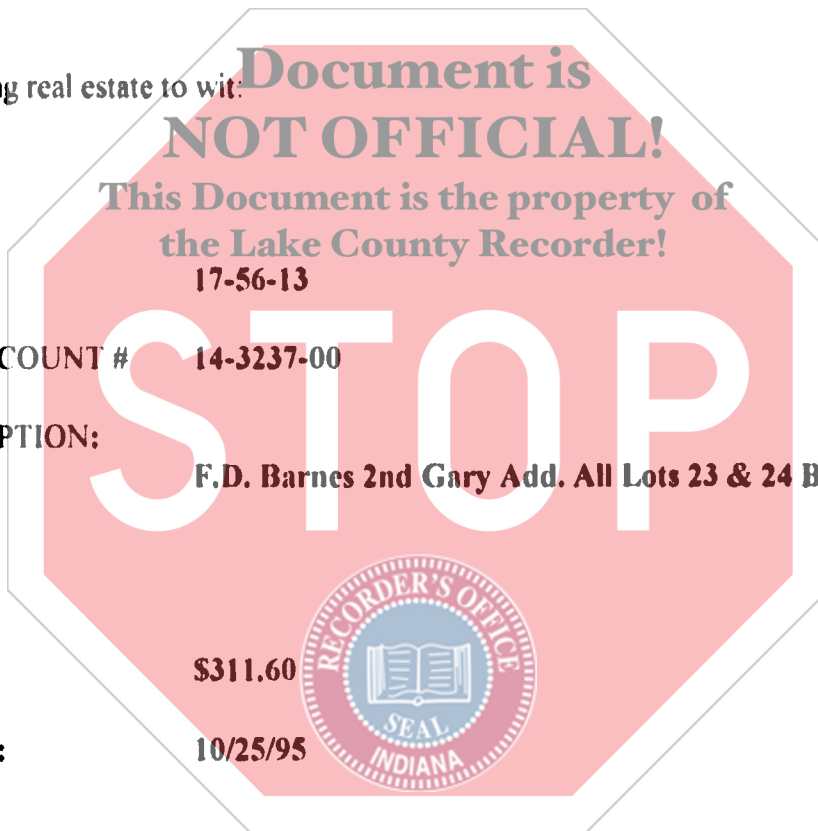 Document is
g real estate to wit:
NOT OFFICIAL!
This Document is the property of
the Lake County Recorder!
17-56-13
COUNT # 14-3237-00
STOP
PTION:
F.D. Barnes 2nd Gary Add. All Lots 23 & 24 B
RECORDER'S OFFICE
$311.60
SEAL
: 10/25/95
INDIANA